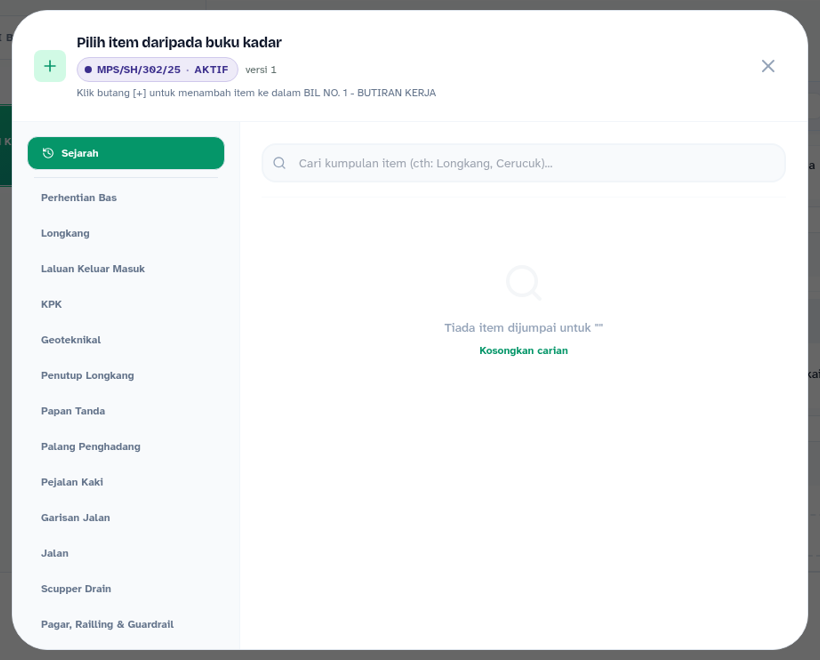 Pilih item daripada buku kadar
MPS/SH/302/25 · AKTIF versi 1
Klik butang [+] untuk menambah item ke dalam BIL NO. 1 - BUTIRAN KERJA
Sejarah
Perhentian Bas
Longkang
Laluan Keluar Masuk
KPK
Geoteknikal
Penutup Longkang
Papan Tanda
Palang Penghadang
Pejalan Kaki
Garisan Jalan
Jalan
Scupper Drain
Pagar, Railling & Guardrail
Cari kumpulan item (cth: Longkang, Cerucuk)...
Tiada item dijumpai untuk ""
Kosongkan carian